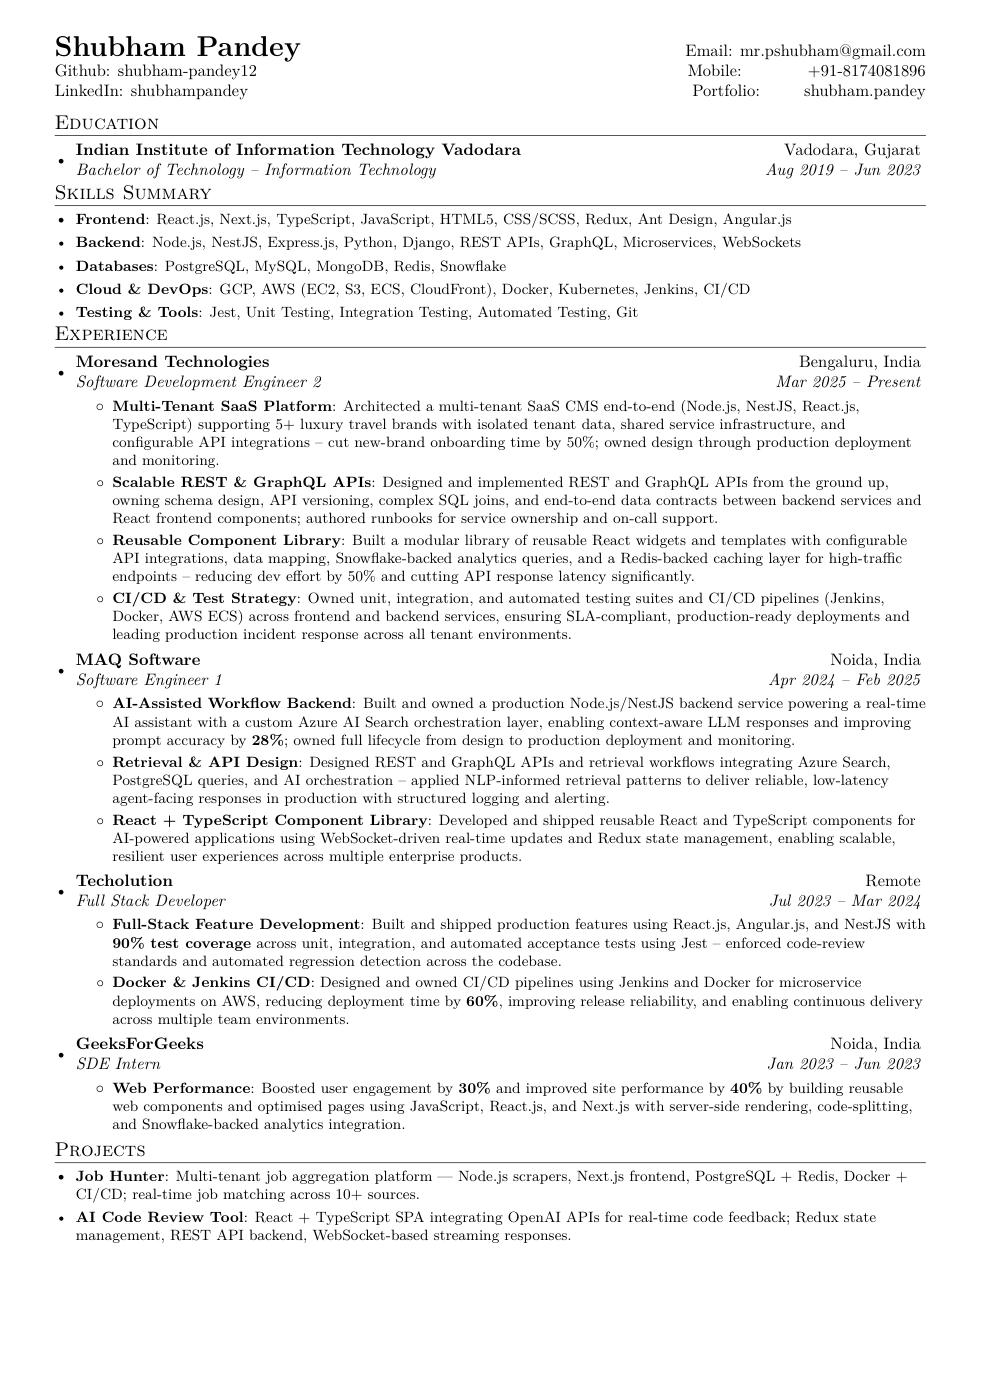 Shubham Pandey
Email: mr.pshubham@gmail.com
Github: shubham-pandey12
Mobile: +91-8174081896
LinkedIn: shubhampandey
Portfolio: shubham.pandey
Education
• Indian Institute of Information Technology Vadodara Vadodara, Gujarat
Bachelor of Technology – Information Technology Aug 2019 – Jun 2023
Skills Summary
• Frontend: React.js, Next.js, TypeScript, JavaScript, HTML5, CSS/SCSS, Redux, Ant Design, Angular.js
• Backend: Node.js, NestJS, Express.js, Python, Django, REST APIs, GraphQL, Microservices, WebSockets
• Databases: PostgreSQL, MySQL, MongoDB, Redis, Snowflake
• Cloud & DevOps: GCP, AWS (EC2, S3, ECS, CloudFront), Docker, Kubernetes, Jenkins, CI/CD
• Testing & Tools: Jest, Unit Testing, Integration Testing, Automated Testing, Git
Experience
• Moresand Technologies Bengaluru, India
Software Development Engineer 2 Mar 2025 – Present
◦ Multi-Tenant SaaS Platform: Architected a multi-tenant SaaS CMS end-to-end (Node.js, NestJS, React.js,
TypeScript) supporting 5+ luxury travel brands with isolated tenant data, shared service infrastructure, and
configurable API integrations – cut new-brand onboarding time by 50%; owned design through production deployment
and monitoring.
◦ Scalable REST & GraphQL APIs: Designed and implemented REST and GraphQL APIs from the ground up,
owning schema design, API versioning, complex SQL joins, and end-to-end data contracts between backend services and
React frontend components; authored runbooks for service ownership and on-call support.
◦ Reusable Component Library: Built a modular library of reusable React widgets and templates with configurable
API integrations, data mapping, Snowflake-backed analytics queries, and a Redis-backed caching layer for high-traffic
endpoints – reducing dev effort by 50% and cutting API response latency significantly.
◦ CI/CD & Test Strategy: Owned unit, integration, and automated testing suites and CI/CD pipelines (Jenkins,
Docker, AWS ECS) across frontend and backend services, ensuring SLA-compliant, production-ready deployments and
leading production incident response across all tenant environments.
• MAQ Software Noida, India
Software Engineer 1 Apr 2024 – Feb 2025
◦ AI-Assisted Workflow Backend: Built and owned a production Node.js/NestJS backend service powering a real-time
AI assistant with a custom Azure AI Search orchestration layer, enabling context-aware LLM responses and improving
prompt accuracy by 28%; owned full lifecycle from design to production deployment and monitoring.
◦ Retrieval & API Design: Designed REST and GraphQL APIs and retrieval workflows integrating Azure Search,
PostgreSQL queries, and AI orchestration – applied NLP-informed retrieval patterns to deliver reliable, low-latency
agent-facing responses in production with structured logging and alerting.
◦ React + TypeScript Component Library: Developed and shipped reusable React and TypeScript components for
AI-powered applications using WebSocket-driven real-time updates and Redux state management, enabling scalable,
resilient user experiences across multiple enterprise products.
• Techolution Remote
Full Stack Developer Jul 2023 – Mar 2024
◦ Full-Stack Feature Development: Built and shipped production features using React.js, Angular.js, and NestJS with
90% test coverage across unit, integration, and automated acceptance tests using Jest – enforced code-review
standards and automated regression detection across the codebase.
◦ Docker & Jenkins CI/CD: Designed and owned CI/CD pipelines using Jenkins and Docker for microservice
deployments on AWS, reducing deployment time by 60%, improving release reliability, and enabling continuous delivery
across multiple team environments.
• GeeksForGeeks Noida, India
SDE Intern Jan 2023 – Jun 2023
◦ Web Performance: Boosted user engagement by 30% and improved site performance by 40% by building reusable
web components and optimised pages using JavaScript, React.js, and Next.js with server-side rendering, code-splitting,
and Snowflake-backed analytics integration.
Projects
• Job Hunter: Multi-tenant job aggregation platform — Node.js scrapers, Next.js frontend, PostgreSQL + Redis, Docker +
CI/CD; real-time job matching across 10+ sources.
• AI Code Review Tool: React + TypeScript SPA integrating OpenAI APIs for real-time code feedback; Redux state
management, REST API backend, WebSocket-based streaming responses.